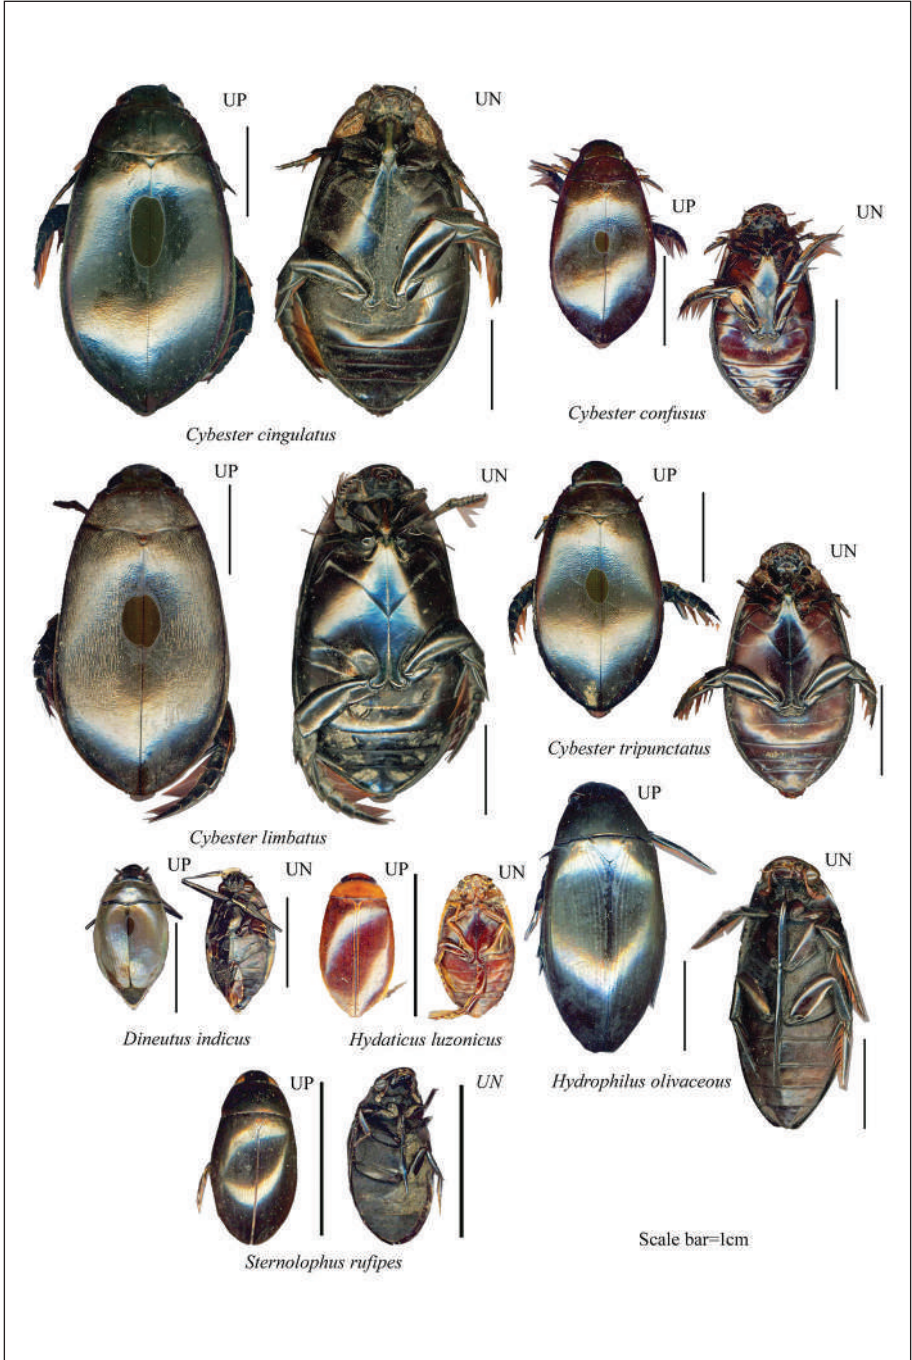 UP
UN
UP
UN
Cybester confusus
Cybester cingulatus
UP
UN
UP
UN
Cybester tripunctatus
Cybester limbatus
UP
UN
UP
UN
UP
UN
Dineutus indicus
Hydaticus luzonicus
Hydrophilus olivaceous
UP
UN
Sternolophus rufipes
Scale bar=1cm